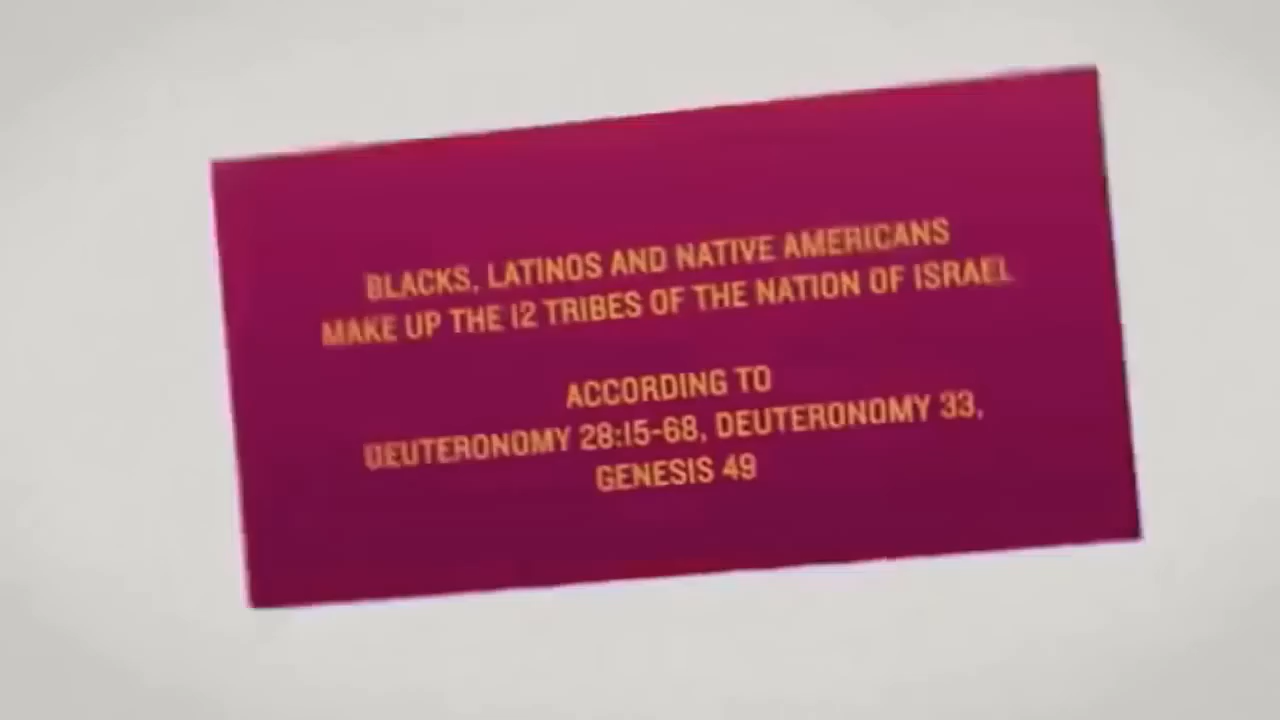 BLACKS, LATINOS AND NATIVE AMERICANS
MAKE UP THE 12 TRIBES OF THE NATION OF ISRAEL
ACCORDING TO
DEUTERONOMY 28:15-68, DEUTERONOMY 33,
GENESIS 49